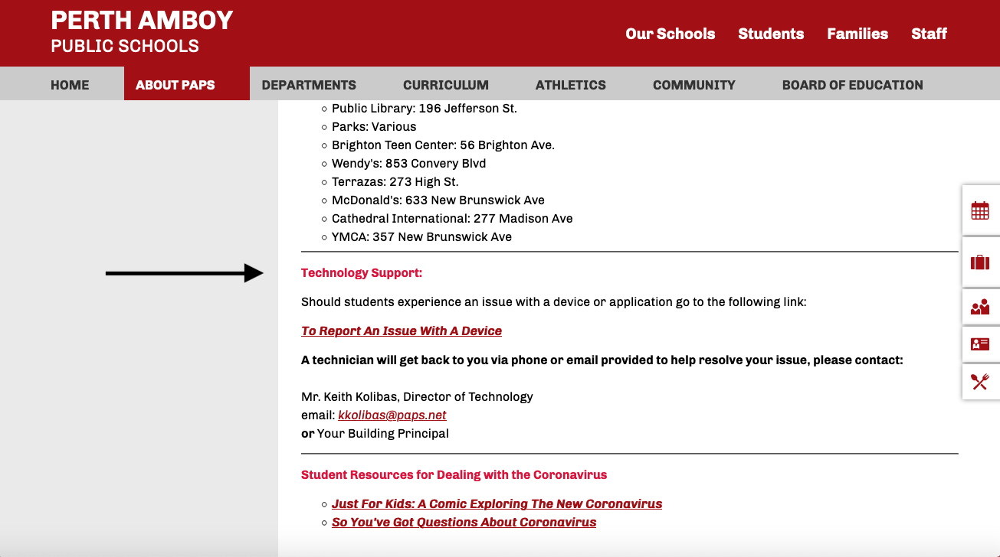 PERTH AMBOY
PUBLIC SCHOOLS
Our Schools Students Families Staff
HOME ABOUT PAPS DEPARTMENTS CURRICULUM ATHLETICS COMMUNITY BOARD OF EDUCATION
Public Library: 196 Jefferson St.
Parks: Various
Brighton Teen Center: 56 Brighton Ave.
Wendy's: 853 Convery Blvd
Terrazas: 273 High St.
McDonald's: 633 New Brunswick Ave
Cathedral International: 277 Madison Ave
YMCA: 357 New Brunswick Ave
Technology Support:
Should students experience an issue with a device or application go to the following link:
To Report An Issue With A Device
A technician will get back to you via phone or email provided to help resolve your issue, please contact:
Mr. Keith Kolibas, Director of Technology
email: kkolibas@paps.net
or Your Building Principal
Student Resources for Dealing with the Coronavirus
Just For Kids: A Comic Exploring The New Coronavirus
So You've Got Questions About Coronavirus